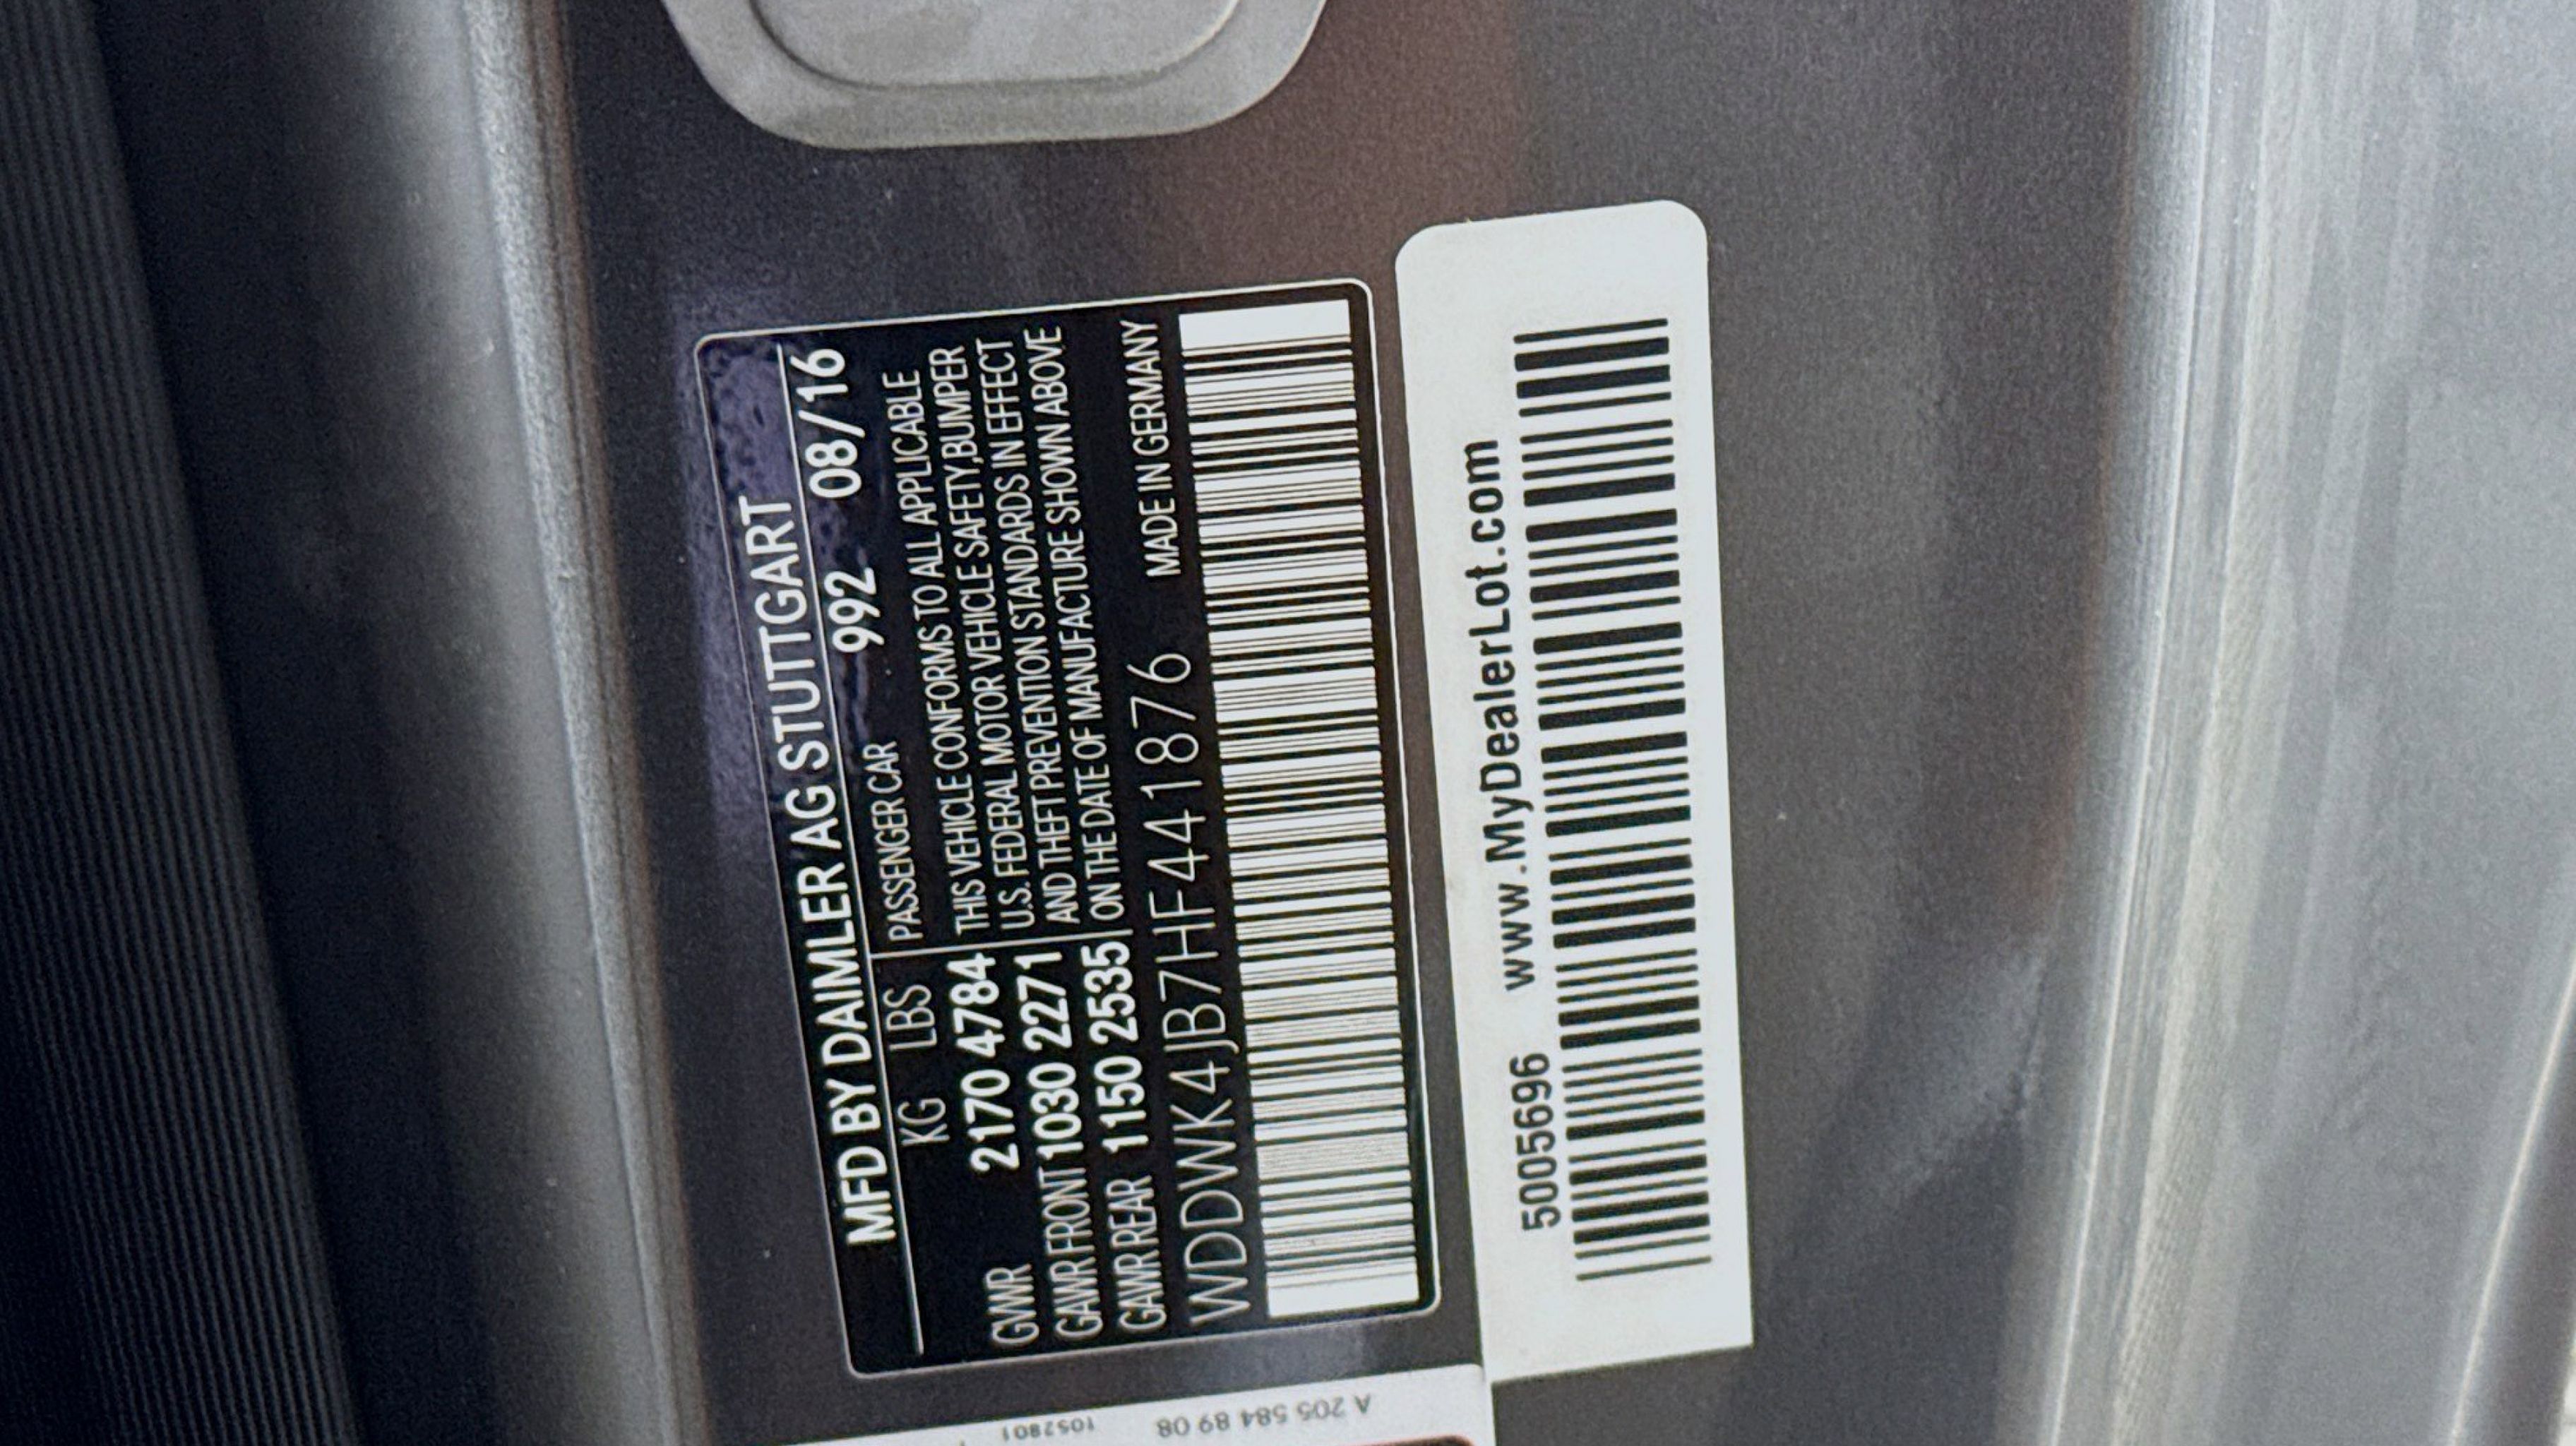 MFD BY DAIMLER AG STUTTGART
KG LBS PASSENGER CAR 992 08/16
GVWR 2170 4784
GAWR FRONT 1030 2271
GAWR REAR 1150 2535
THIS VEHICLE CONFORMS TO ALL APPLICABLE
U.S. FEDERAL MOTOR VEHICLE SAFETY,BUMPER
AND THEFT PREVENTION STANDARDS IN EFFECT
ON THE DATE OF MANUFACTURE SHOWN ABOVE
WDDWK4JB7HF441876 MADE IN GERMANY
5005696 www.MyDealerLot.com
A 205 584 89 08
1052801